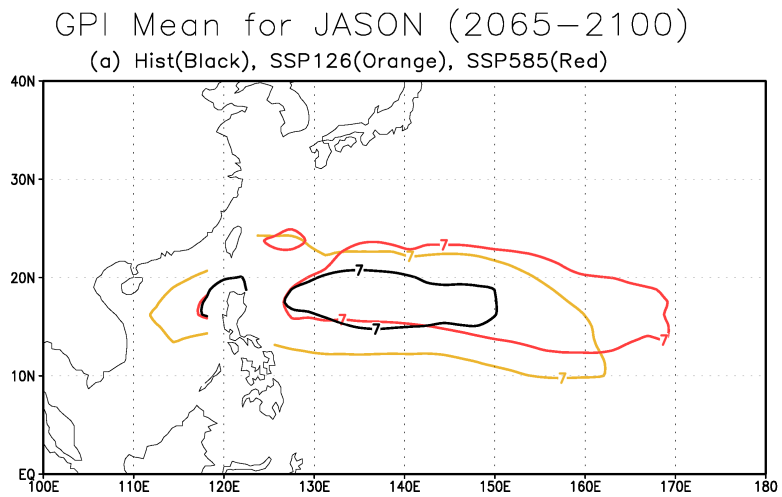 GPI Mean for JASON (2065-2100)
(a) Hist(Black), SSP126(Orange), SSP585(Red)
40N
30N
20N
10N
EQ
7
7
7
7
7
7
7
100E 110E 120E 130E 140E 150E 160E 170E 180